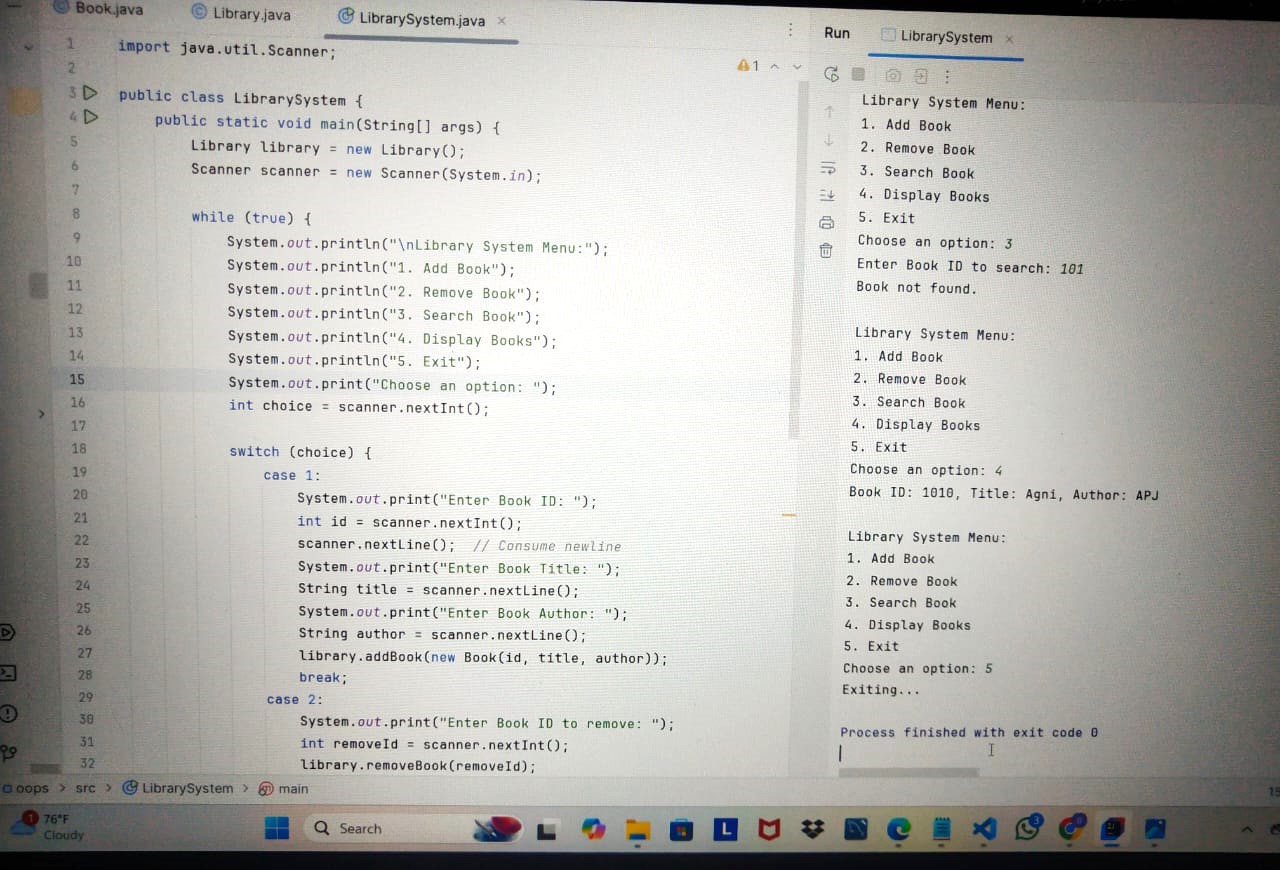 Book.java
Library.java
LibrarySystem.java
1 import java.util.Scanner;
2
3 public class LibrarySystem {
4 public static void main(String[] args) {
5 Library library = new Library();
6 Scanner scanner = new Scanner(System.in);
7
8 while (true) {
9 System.out.println("\nLibrary System Menu:");
10 System.out.println("1. Add Book");
11 System.out.println("2. Remove Book");
12 System.out.println("3. Search Book");
13 System.out.println("4. Display Books");
14 System.out.println("5. Exit");
15 System.out.print("Choose an option: ");
16 int choice = scanner.nextInt();
17
18 switch (choice) {
19 case 1:
20 System.out.print("Enter Book ID: ");
21 int id = scanner.nextInt();
22 scanner.nextLine(); // Consume newline
23 System.out.print("Enter Book Title: ");
24 String title = scanner.nextLine();
25 System.out.print("Enter Book Author: ");
26 String author = scanner.nextLine();
27 library.addBook(new Book(id, title, author));
28 break;
29 case 2:
30 System.out.print("Enter Book ID to remove: ");
31 int removeId = scanner.nextInt();
32 library.removeBook(removeId);
1
Run
LibrarySystem
Library System Menu:
1. Add Book
2. Remove Book
3. Search Book
4. Display Books
5. Exit
Choose an option: 3
Enter Book ID to search: 101
Book not found.
Library System Menu:
1. Add Book
2. Remove Book
3. Search Book
4. Display Books
5. Exit
Choose an option: 4
Book ID: 1010, Title: Agni, Author: APJ
Library System Menu:
1. Add Book
2. Remove Book
3. Search Book
4. Display Books
5. Exit
Choose an option: 5
Exiting...
Process finished with exit code 0
oops > src > LibrarySystem > main
1
76°F
Cloudy
Search
L
3